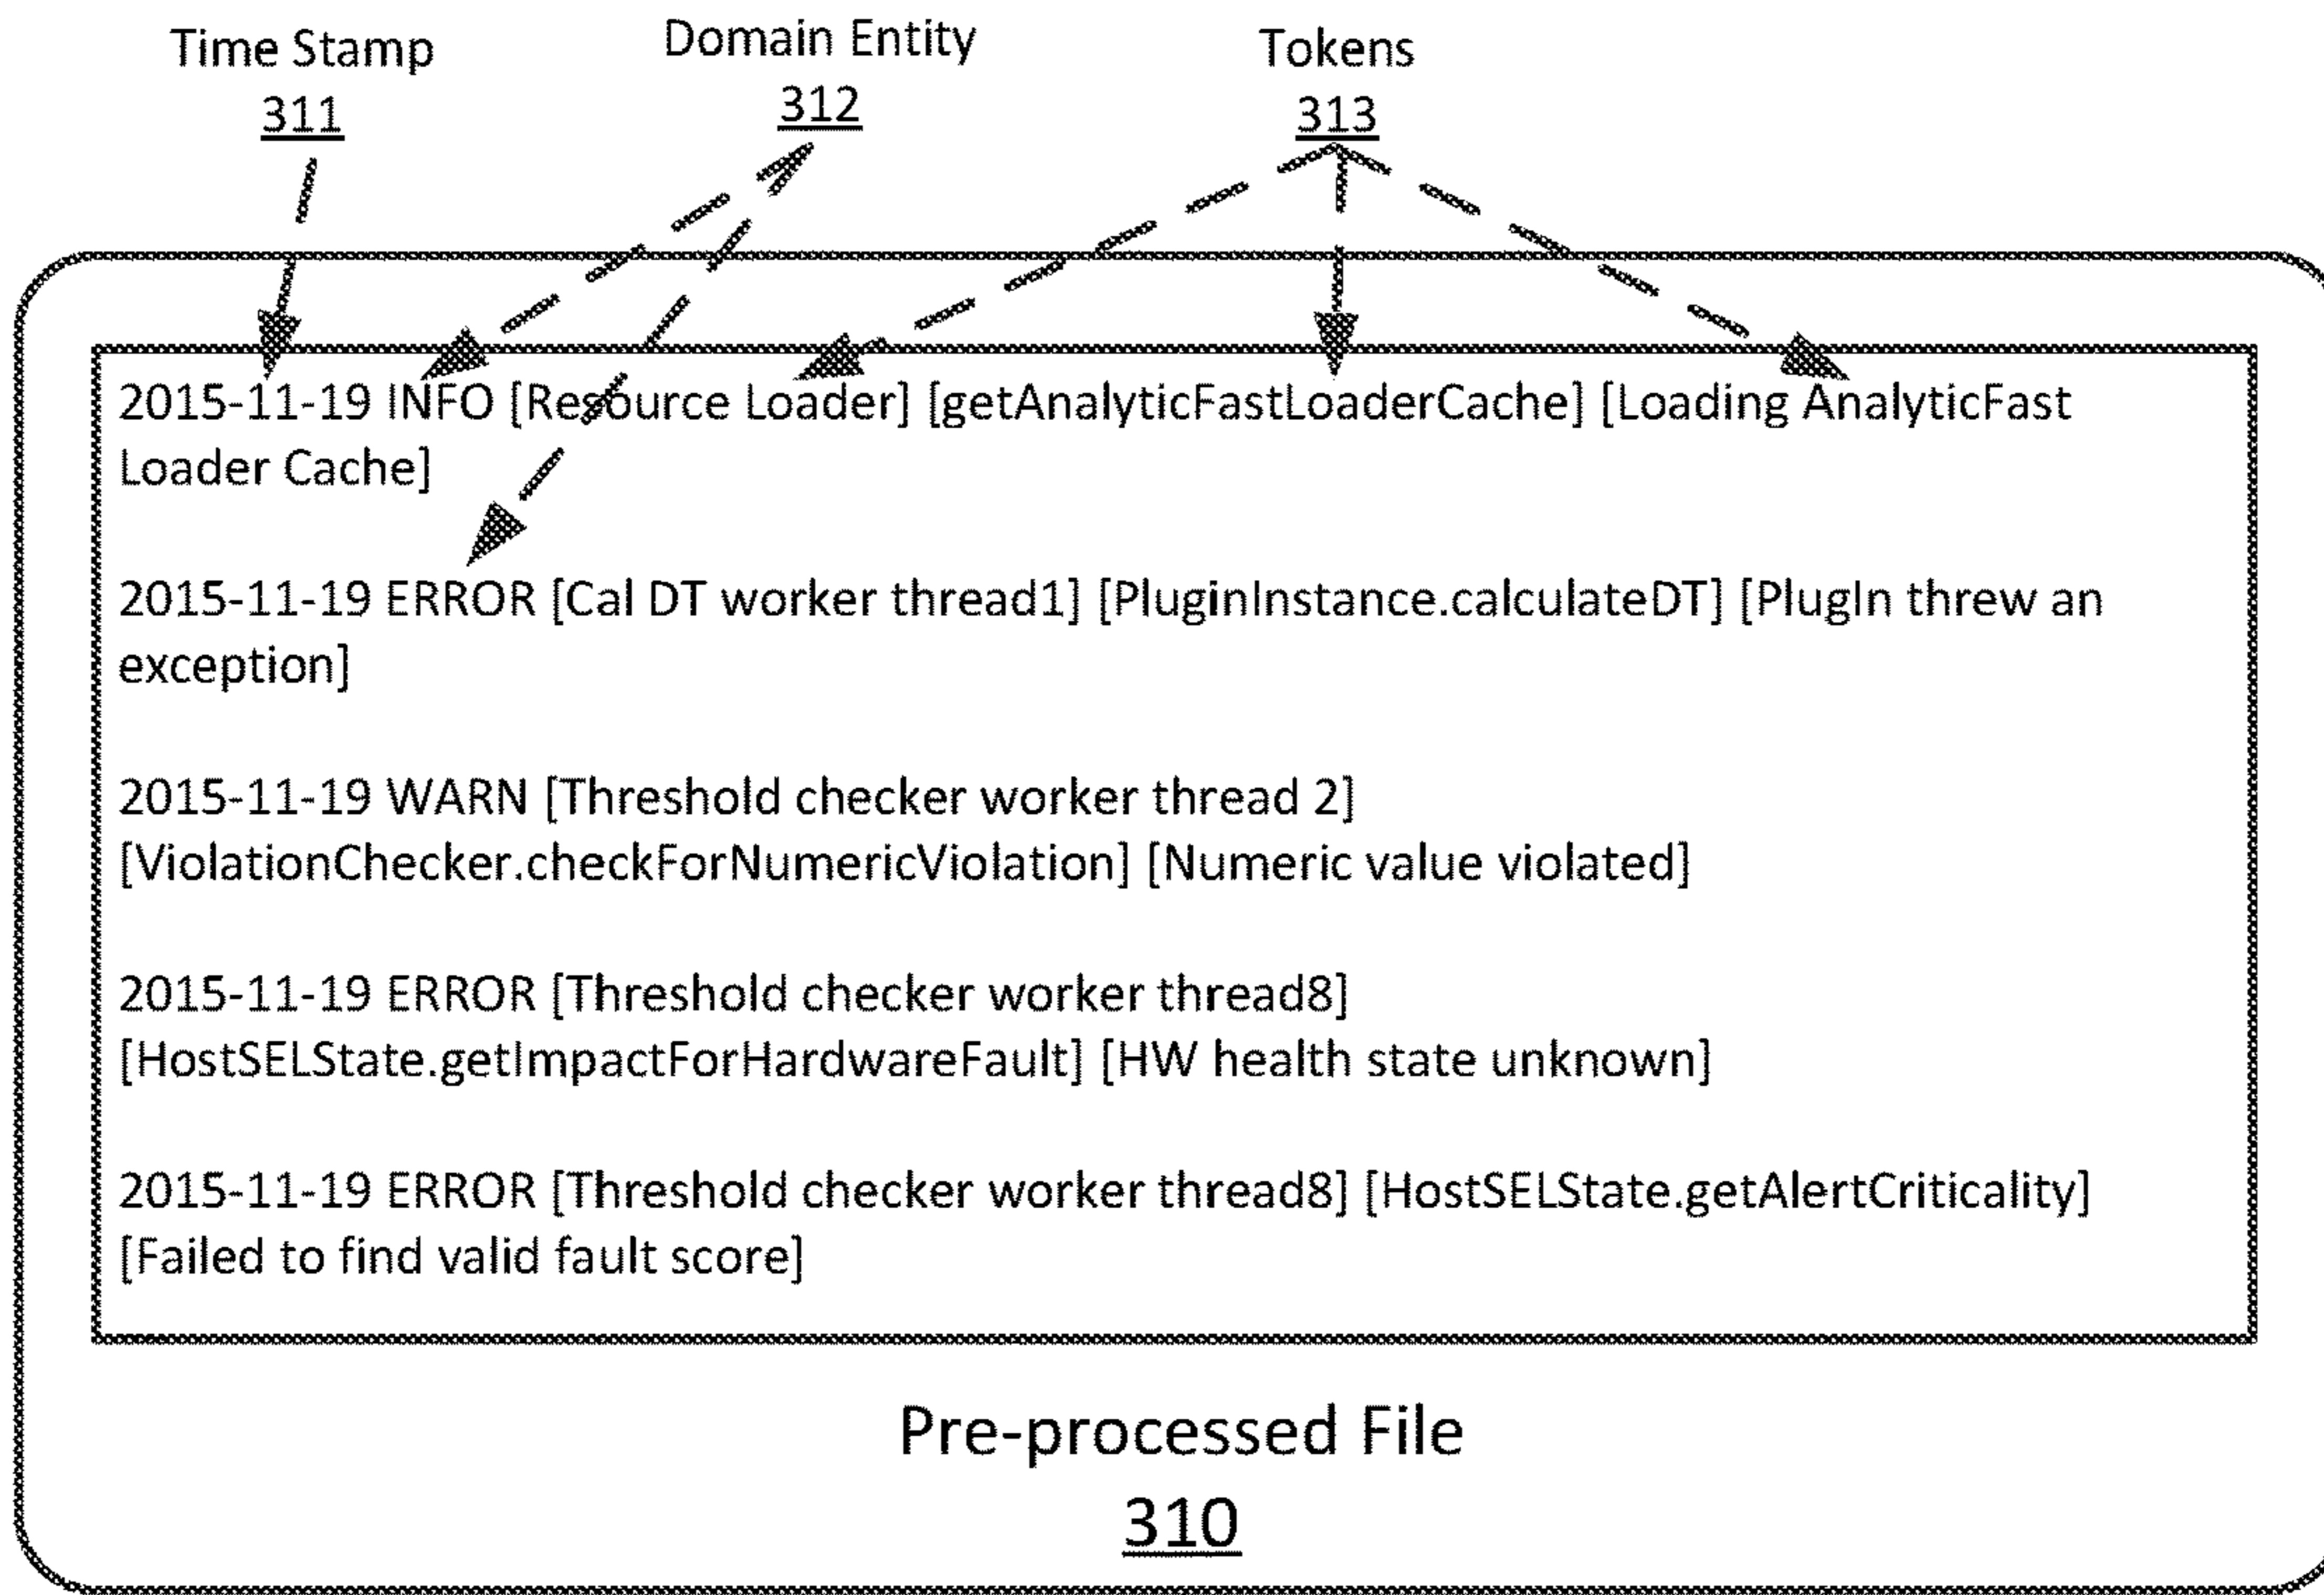 Time Stamp
311
Domain Entity
312
Tokens
313
2015-11-19 INFO [Resource Loader] [getAnalyticFastLoaderCache] [Loading AnalyticFast
Loader Cache]
2015-11-19 ERROR [Cal DT worker thread1] [PluginInstance.calculateDT] [PlugIn threw an
exception]
2015-11-19 WARN [Threshold checker worker thread 2]
[ViolationChecker.checkForNumericViolation] [Numeric value violated]
2015-11-19 ERROR [Threshold checker worker thread8]
[HostSELState.getImpactForHardwareFault] [HW health state unknown]
2015-11-19 ERROR [Threshold checker worker thread8] [HostSELState.getAlertCriticality]
[Failed to find valid fault score]
Pre-processed File
310